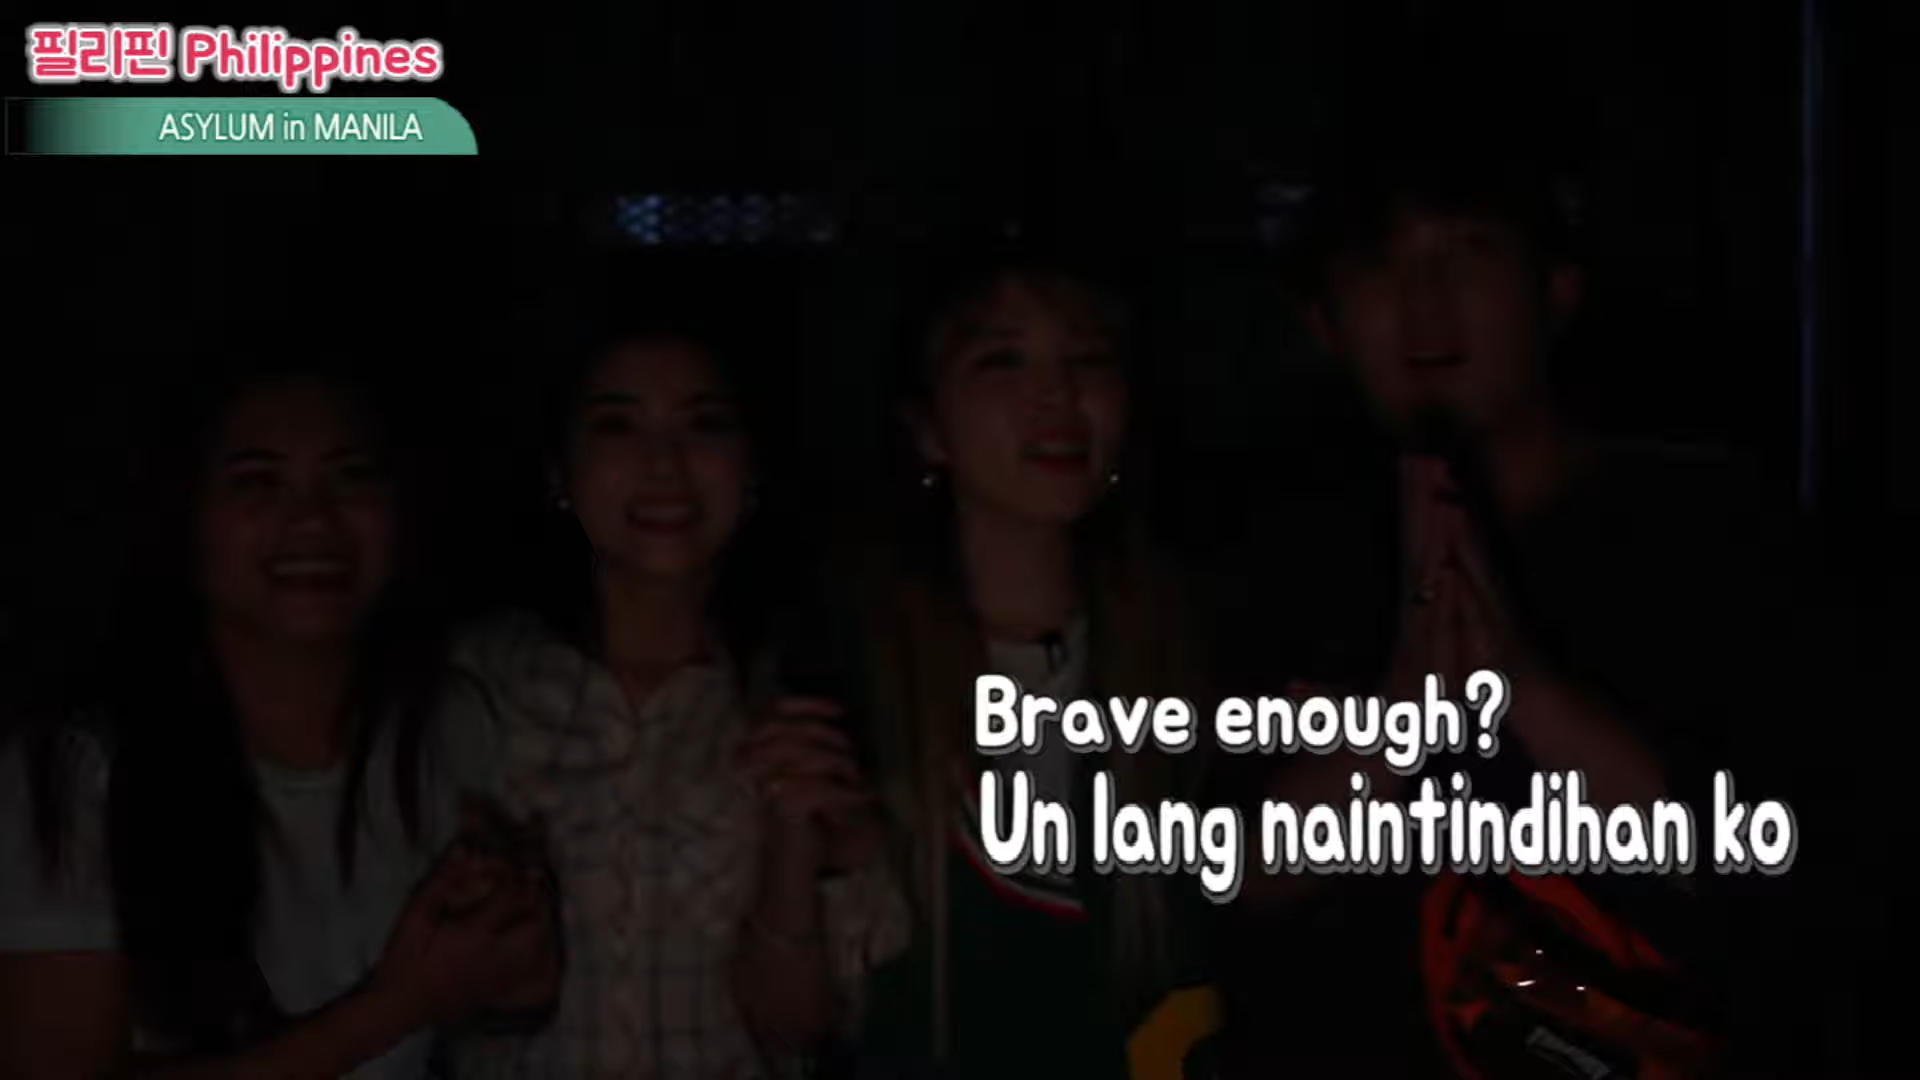 필리핀 Philippines
ASYLUM in MANILA
Brave enough?
Un lang naintindihan ko